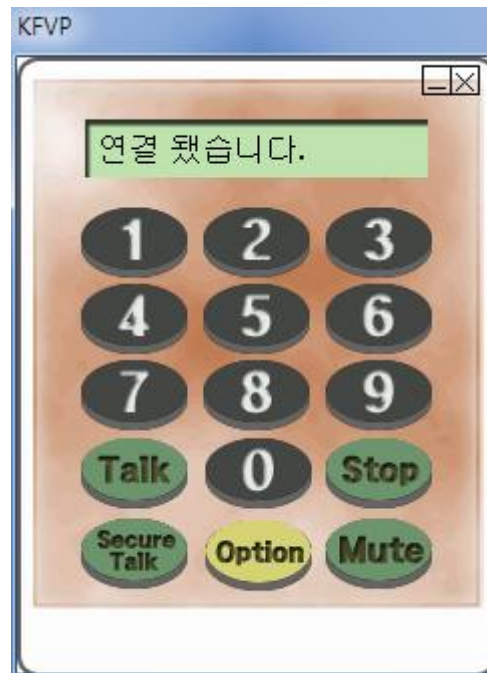 KFVP
연결 됐습니다.
1 2 3
4 5 6
7 8 9
Talk 0 Stop
Secure Talk Option Mute